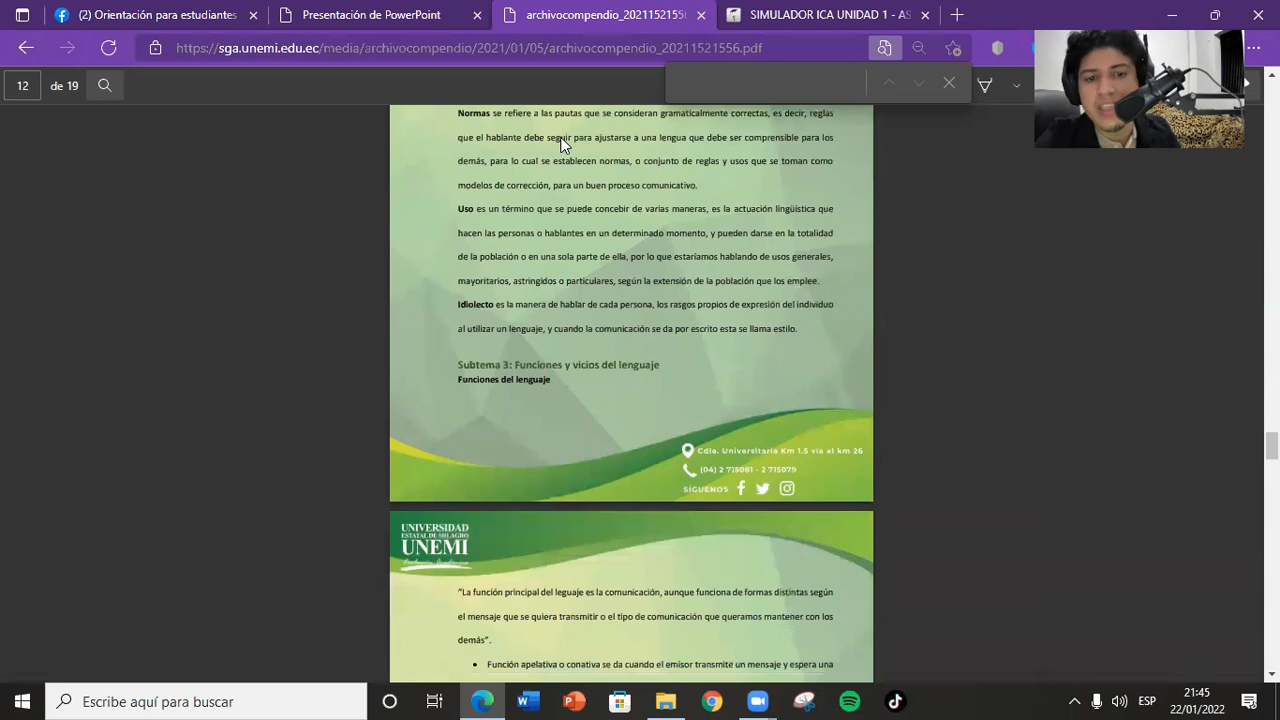 (2) Orientación para estudiantes
SIMULADOR UNIDAD 1 - AS
https://sga.unemi.edu.ec/media/archivocompendio/2021/01/05/archivocompendio_20211521556.pdf
12 de 19
Normas se refiere a las pautas que se consideran gramaticalmente correctas, es decir, reglas
que el hablante debe seguir para ajustarse a una lengua que debe ser comprensible para los
demás, para lo cual se establecen normas, o conjunto de reglas y usos que se toman como
modelos de corrección, para un buen proceso comunicativo.
Uso es un término que se puede concebir de varias maneras, es la actuación lingüística que
hacen las personas o hablantes en un determinado momento, y pueden darse en la totalidad
de la población o en una sola parte de ella, por lo que estaríamos hablando de usos generales,
mayoritarios, astringidos o particulares, según la extensión de la población que los emplee.
Idiolecto es la manera de hablar de cada persona, los rasgos propios de expresión del individuo
al utilizar un lenguaje, y cuando la comunicación se da por escrito esta se llama estilo.
Subtema 3: Funciones y vicios del lenguaje
Funciones del lenguaje
Cdla. Universitaria Km 1.5 vía al km 26
(04) 2 715081 - 2 715079
SÍGUENOS
UNIVERSIDAD
ESTATAL DE MILAGRO
UNEMI
"La función principal del leguaje es la comunicación, aunque funciona de formas distintas según
el mensaje que se quiera transmitir o el tipo de comunicación que queramos mantener con los
demás".
• Función apelativa o conativa se da cuando el emisor transmite un mensaje y espera una
Escribe aquí para buscar
ESP
21:45
22/01/2022